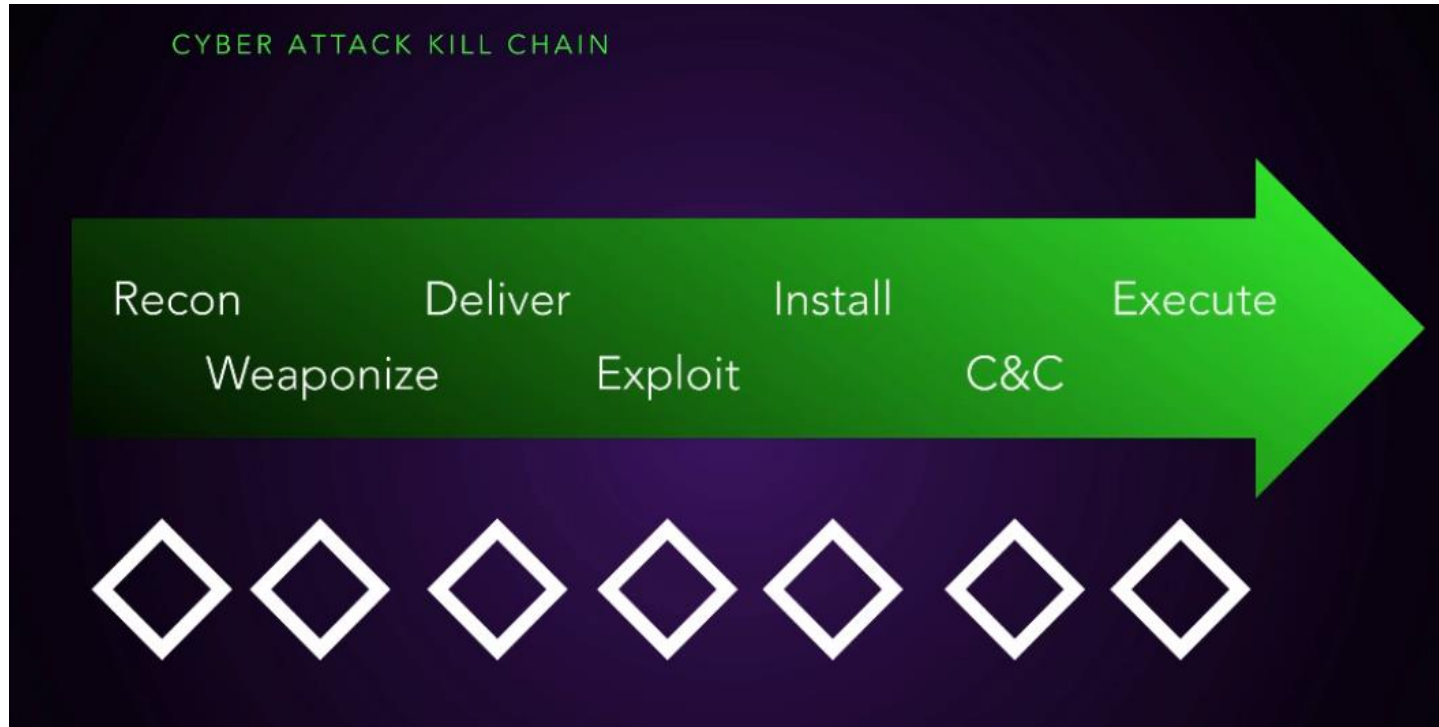 CYBER ATTACK KILL CHAIN
Recon Deliver Install Execute
Weaponize Exploit C&C